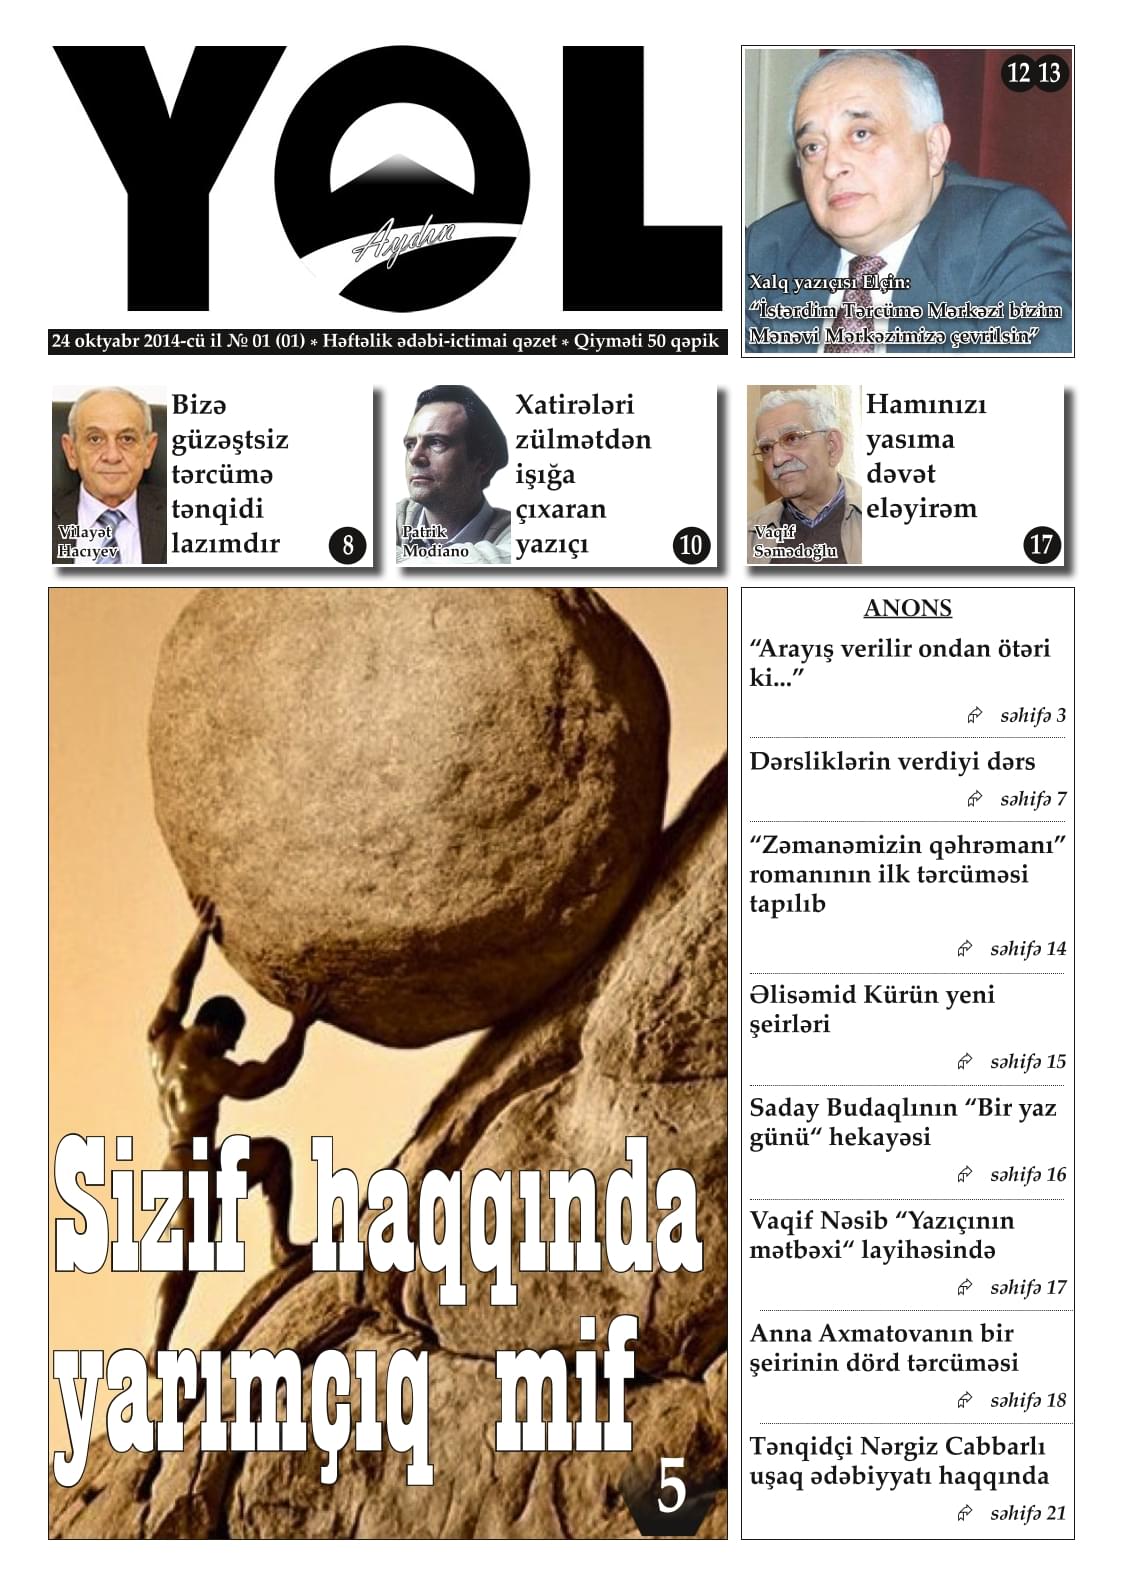 YOL
Aydın
24 oktyabr 2014-cü il № 01 (01) * Həftəlik ədəbi-ictimai qəzet * Qiyməti 50 qəpik
12 13
Xalq yazıçısı Elçin:
“İstərdim Tərcümə Mərkəzi bizim
Mənəvi Mərkəzimizə çevrilsin”
Bizə
güzəştsiz
tərcümə
tənqidi
lazımdır
Vilayət
Hacıyev
8
Xatirələri
zülmətdən
işığa
çıxaran
yazıçı
Patrik
Modiano
10
Hamınızı
yasıma
dəvət
eləyirəm
Vaqif
Səmədoğlu
17
Sizif haqqında
yarımçıq mif
5
ANONS
“Arayış verilir ondan ötəri
ki...”
səhifə 3
Dərsliklərin verdiyi dərs
səhifə 7
“Zəmanəmizin qəhrəmanı”
romanının ilk tərcüməsi
tapılıb
səhifə 14
Əlisəmid Kürün yeni
şeirləri
səhifə 15
Saday Budaqlının “Bir yaz
günü“ hekayəsi
səhifə 16
Vaqif Nəsib “Yazıçının
mətbəxi“ layihəsində
səhifə 17
Anna Axmatovanın bir
şeirinin dörd tərcüməsi
səhifə 18
Tənqidçi Nərgiz Cabbarlı
uşaq ədəbiyyatı haqqında
səhifə 21